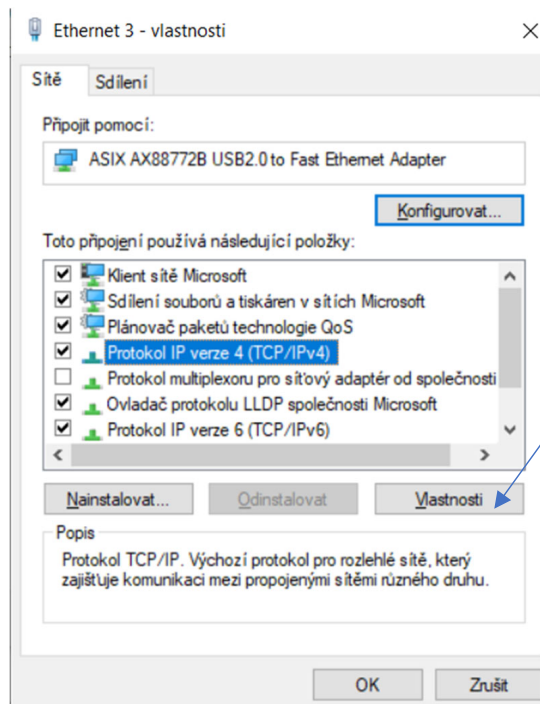 Ethernet 3 - vlastnosti
Sítě
Sdílení
Připojit pomocí:
ASIX AX88772B USB2.0 to Fast Ethernet Adapter
Konfigurovat...
Toto připojení používá následující položky:
Klient sítě Microsoft
Sdílení souborů a tiskáren v sítích Microsoft
Plánovač paketů technologie QoS
Protokol IP verze 4 (TCP/IPv4)
Protokol multiplexoru pro síťový adaptér od společnosti
Ovladač protokolu LLDP společnosti Microsoft
Protokol IP verze 6 (TCP/IPv6)
Nainstalovat...
Odinstalovat
Vlastnosti
Popis
Protokol TCP/IP. Výchozí protokol pro rozlehlé sítě, který
zajišťuje komunikaci mezi propojenými sítěmi různého druhu.
OK
Zrušit